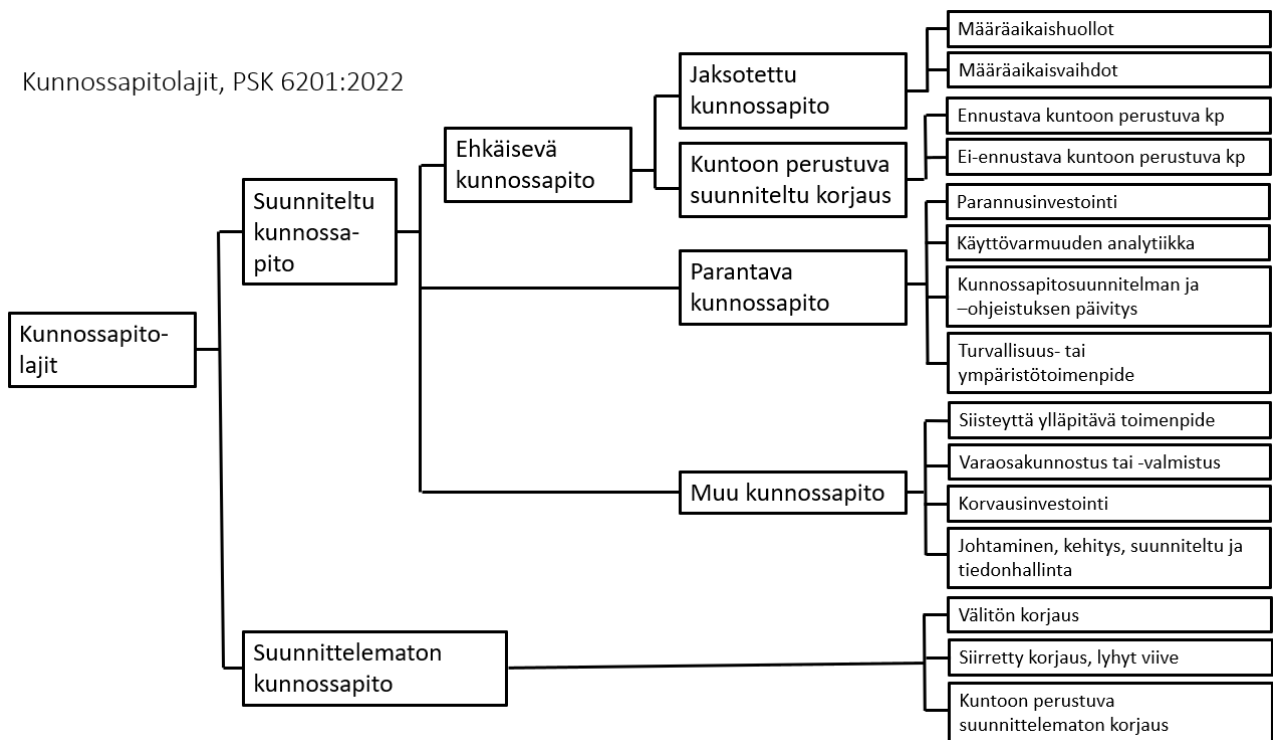 Kunnossapitolajit, PSK 6201:2022
Kunnossapito-
lajit
Suunniteltu
kunnossa-
pito
Ehkäisevä
kunnossapito
Jaksotettu
kunnossapito
Määräaikaishuollot
Määräaikaisvaihdot
Kuntoon perustuva
suunniteltu korjaus
Ennustava kuntoon perustuva kp
Ei-ennustava kuntoon perustuva kp
Parantava
kunnossapito
Parannusinvestointi
Käyttövarmuuden analytiikka
Kunnossapitosuunnitelman ja
–ohjeistuksen päivitys
Turvallisuus- tai
ympäristötoimenpide
Muu kunnossapito
Siisteyttä ylläpitävä toimenpide
Varaosakunnostus tai -valmistus
Korvausinvestointi
Johtaminen, kehitys, suunniteltu ja
tiedonhallinta
Suunnittelematon
kunnossapito
Välitön korjaus
Siirretty korjaus, lyhyt viive
Kuntoon perustuva
suunnittelematon korjaus